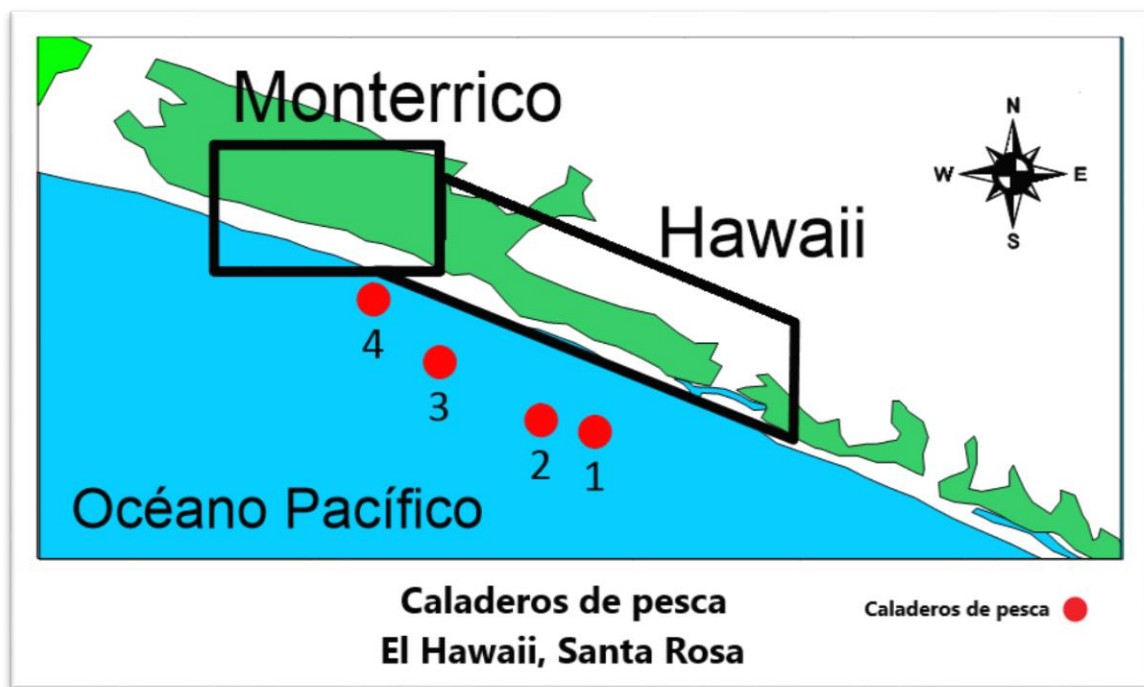 Monterrico
N
W
E
S
Hawaii
4
3
2
1
Océano Pacífico
Caladeros de pesca
El Hawaii, Santa Rosa
Caladeros de pesca